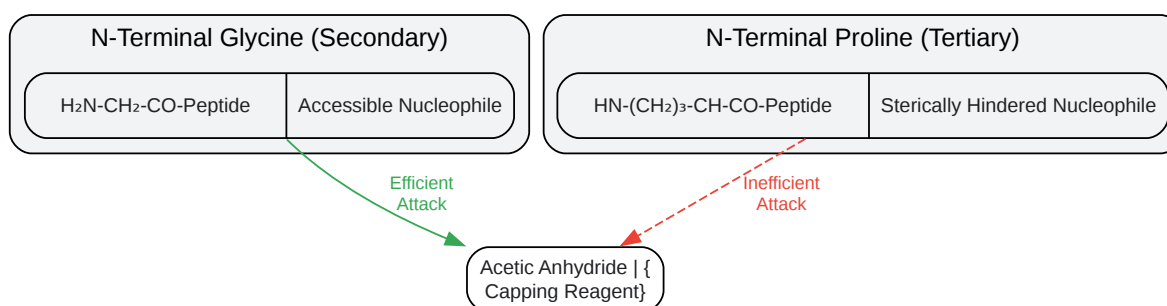 N-Terminal Glycine (Secondary)
H₂N-CH₂-CO-Peptide
Accessible Nucleophile
N-Terminal Proline (Tertiary)
HN-(CH₂)₃-CH-CO-Peptide
Sterically Hindered Nucleophile
Efficient
Attack
Inefficient
Attack
Acetic Anhydride | {
Capping Reagent}